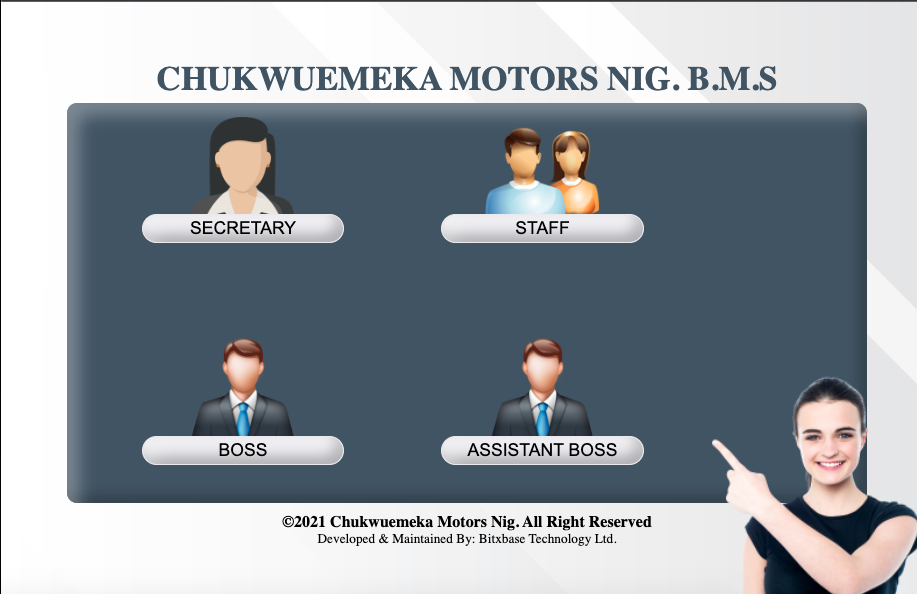 CHUKWUEMEKA MOTORS NIG. B.M.S
SECRETARY
STAFF
BOSS
ASSISTANT BOSS
©2021 Chukwuemeka Motors Nig. All Right Reserved
Developed & Maintained By: Bitxbase Technology Ltd.